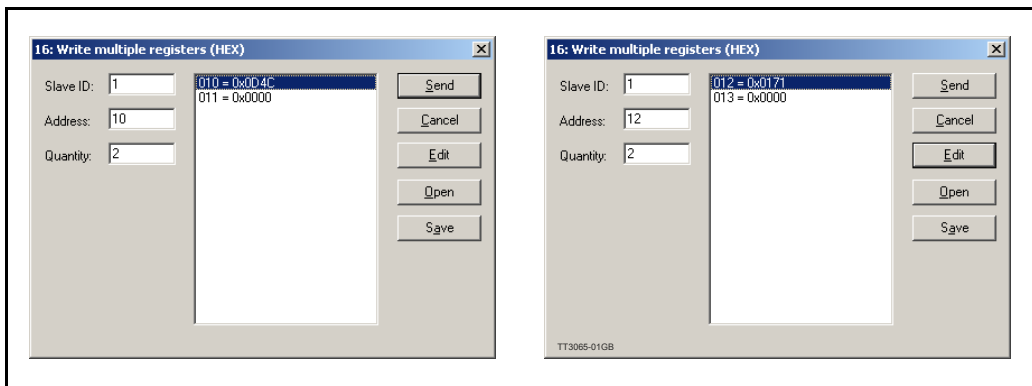 16: Write multiple registers (HEX)
Slave ID: 1
010 = 0x0D4C
011 = 0x0000
Send
Address: 10
Cancel
Quantity: 2
Edit
Open
Save
16: Write multiple registers (HEX)
Slave ID: 1
012 = 0x0171
013 = 0x0000
Send
Address: 12
Cancel
Quantity: 2
Edit
Open
Save
TT3065-01GB